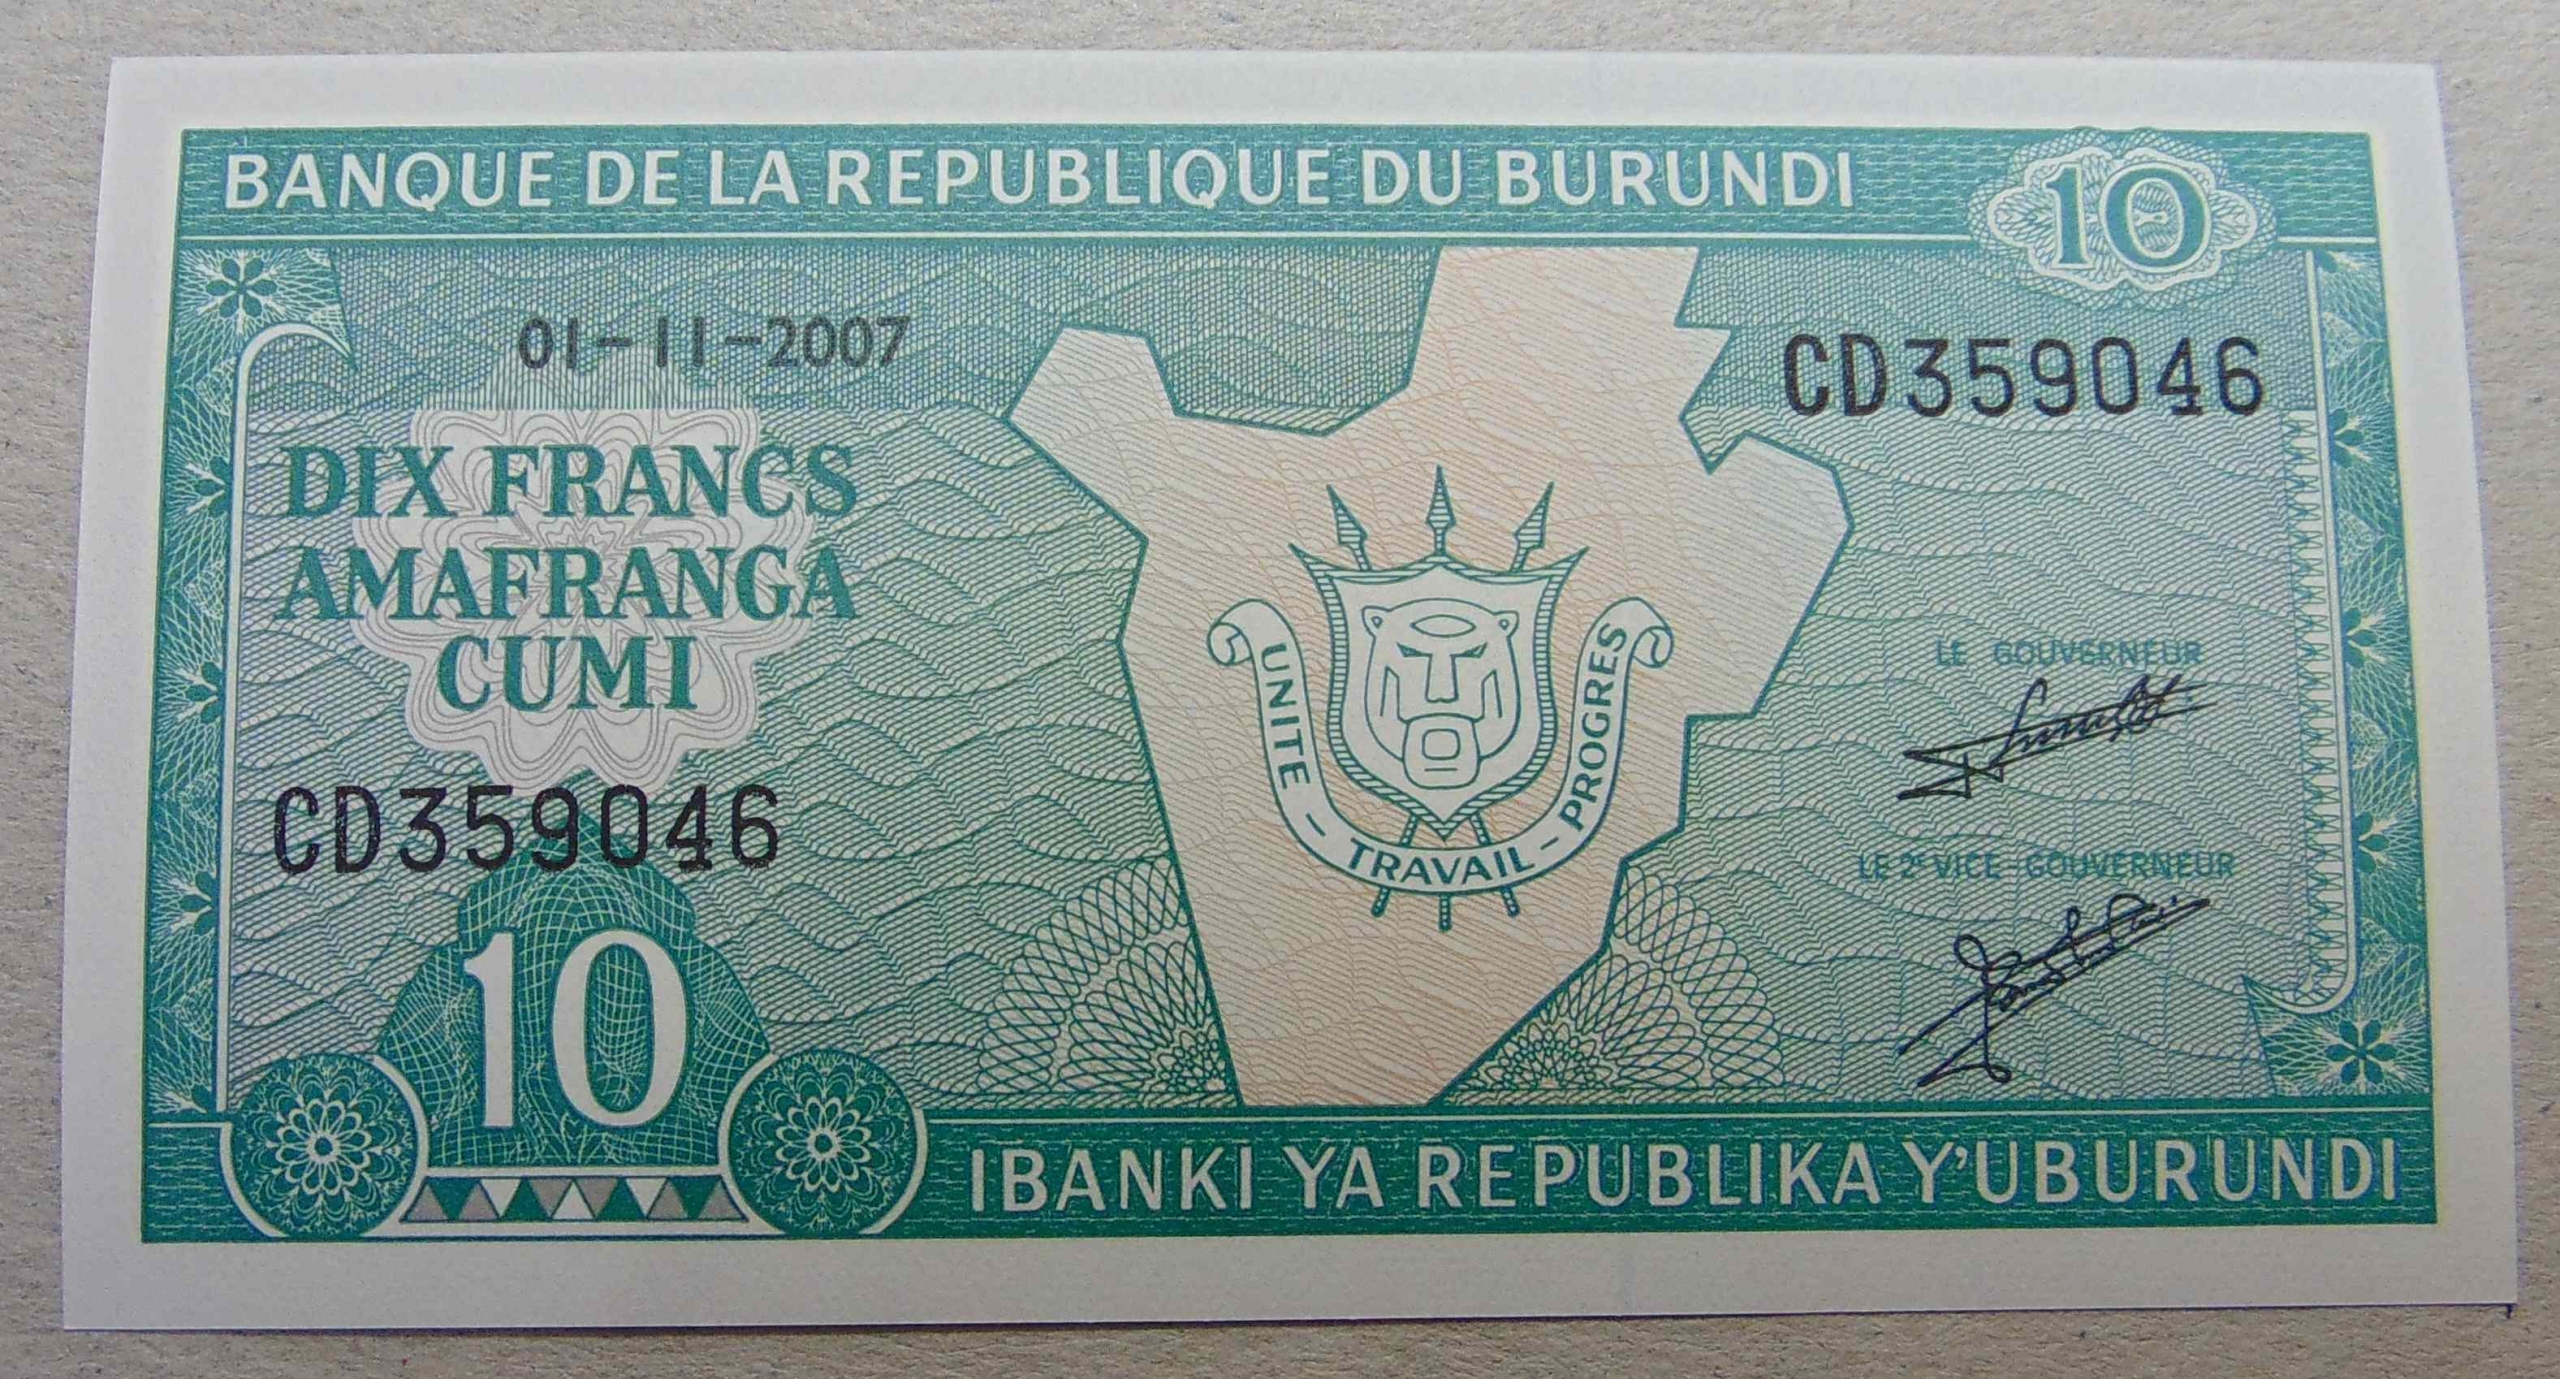 BANQUE DE LA REPUBLIQUE DU BURUNDI
10
01-11-2007
CD359046
DIX FRANCS
AMAFRANGA
CUMI
UNITE - TRAVAIL - PROGRES
LE GOUVERNEUR
CD359046
LE 2e VICE-GOUVERNEUR
10
IBANKI YA REPUBLIKA Y'UBURUNDI